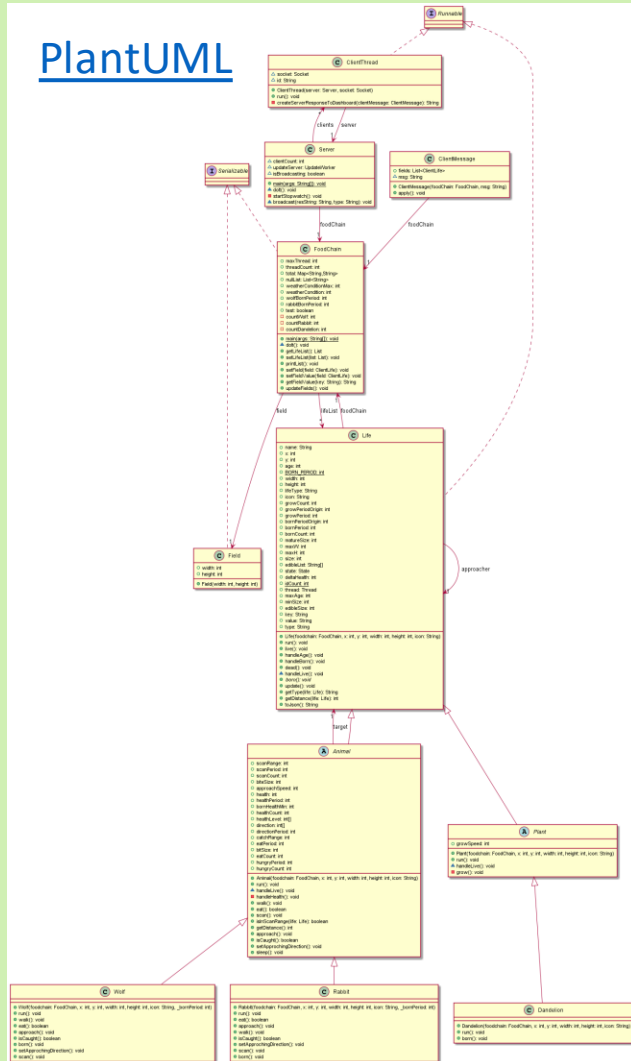 PlantUML
I Runnable
C ClientThread
socket: Socket
id: String
ClientThread(server: Server, socket: Socket)
run(): void
createServerResponseToDashboard(clientMessage: ClientMessage): String
clients
server
C Server
clientCount: int
updateServer: UpdateWorker
isBroadcasting: boolean
main(args: String[]): void
doIt(): void
startStopwatch(): void
broadcast(resString: String, type: String): void
C ClientMessage
fields: List<ClientLife>
msg: String
ClientMessage(foodChain: FoodChain, msg: String)
apply(): void
I Serializable
foodChain
foodChain
1
C FoodChain
maxThread: int
threadCount: int
total: Map<String,String>
nullList: List<String>
weatherConditionMax: int
weatherCondition: int
wolfBornPeriod: int
rabbitBornPeriod: int
test: boolean
countWolf: int
countRabbit: int
countDandelion: int
main(args: String[]): void
doIt(): void
getLifeList(): List
setLifeList(list: List): void
printList(): void
setField(field: ClientLife): void
setFieldValue(field: ClientLife): void
getFieldValue(key: String): String
updateFields(): void
field
lifeList
foodChain
C Field
width: int
height: int
Field(width: int, height: int)
C Life
name: String
x: int
y: int
age: int
BORN_PERIOD: int
width: int
height: int
lifeType: String
icon: String
growCount: int
growPeriodOrigin: int
growPeriod: int
bornPeriodOrigin: int
bornPeriod: int
bornCount: int
matureSize: int
maxW: int
maxH: int
size: int
edibleList: String[]
state: State
deltaHealth: int
idCount: int
thread: Thread
maxAge: int
minSize: int
edibleSize: int
key: String
value: String
type: String
Life(foodchain: FoodChain, x: int, y: int, width: int, height: int, icon: String)
run(): void
live(): void
handleAge(): void
handleBorn(): void
dead(): void
handleLive(): void
born(): void
update(): void
getType(life: Life): String
getDistance(life: Life): int
toJson(): String
approacher
target
A Animal
scanRange: int
scanPeriod: int
scanCount: int
biteSize: int
approachSpeed: int
health: int
healthPeriod: int
bornHealthMin: int
healthCount: int
healthLevel: int[]
direction: int[]
directionPeriod: int
catchRange: int
eatPeriod: int
bitSize: int
eatCount: int
hungryPeriod: int
hungryCount: int
Animal(foodchain: FoodChain, x: int, y: int, width: int, height: int, icon: String)
run(): void
handleLive(): void
handleHealth(): void
walk(): void
eat(): boolean
scan(): void
isInScanRange(life: Life): boolean
getDistance(): int
approach(): void
isCaught(): boolean
setApprochingDirection(): void
sleep(): void
A Plant
growSpeed: int
Plant(foodchain: FoodChain, x: int, y: int, width: int, height: int, icon: String)
run(): void
handleLive(): void
grow(): void
C Wolf
Wolf(foodchain: FoodChain, x: int, y: int, width: int, height: int, icon: String, _bornPeriod: int)
run(): void
walk(): void
eat(): boolean
approach(): void
isCaught(): boolean
born(): void
setApprochingDirection(): void
scan(): void
C Rabbit
Rabbit(foodchain: FoodChain, x: int, y: int, width: int, height: int, icon: String, _bornPeriod: int)
run(): void
eat(): boolean
approach(): void
walk(): void
isCaught(): boolean
setApprochingDirection(): void
scan(): void
born(): void
C Dandelion
Dandelion(foodchain: FoodChain, x: int, y: int, width: int, height: int, icon: String)
run(): void
born(): void